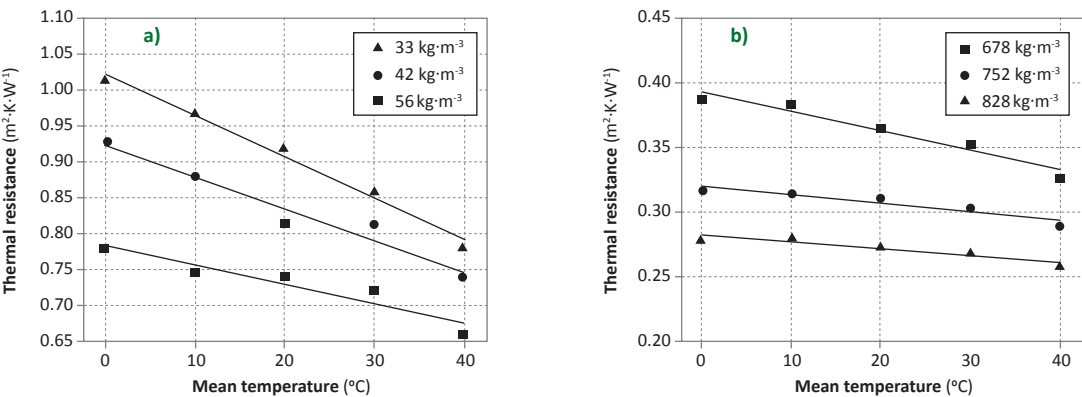 a)
1.10
1.05
1.00
0.95
0.90
0.85
0.80
0.75
0.70
0.65
Thermal resistance (m²·K·W⁻¹)
33 kg·m⁻³
42 kg·m⁻³
56 kg·m⁻³
0 10 20 30 40
Mean temperature (°C)
b)
0.45
0.40
0.35
0.30
0.25
0.20
Thermal resistance (m²·K·W⁻¹)
678 kg·m⁻³
752 kg·m⁻³
828 kg·m⁻³
0 10 20 30 40
Mean temperature (°C)